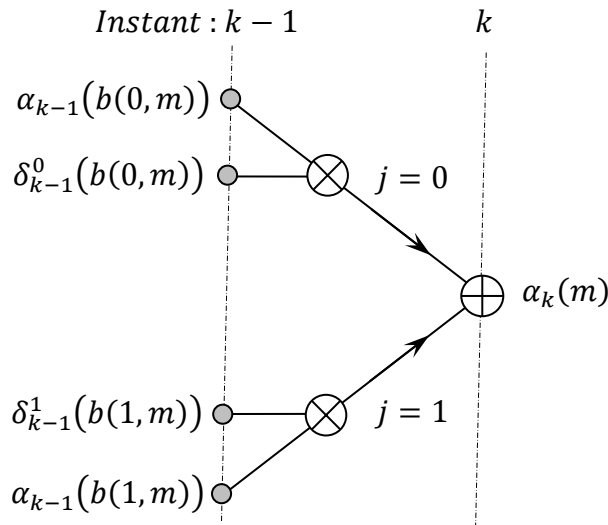 Instant : k − 1 k
α_{k−1}(b(0, m))
δ^0_{k−1}(b(0, m))
j = 0
α_k(m)
δ^1_{k−1}(b(1, m))
j = 1
α_{k−1}(b(1, m))